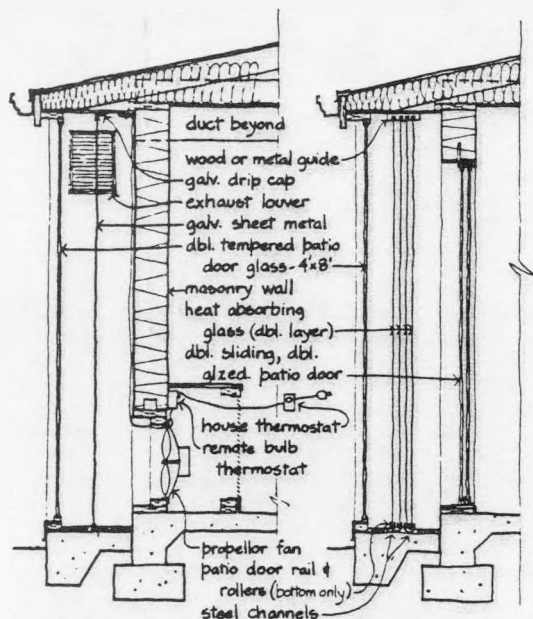 duct beyond
wood or metal guide
galv. drip cap
exhaust louver
galv. sheet metal
dbl. tempered patio
door glass - 4'x8'
masonry wall
heat absorbing
glass (dbl. layer)
dbl. sliding, dbl.
glzed. patio door
house thermostat
remote bulb
thermostat
propellor fan
patio door rail &
rollers (bottom only)
steel channels